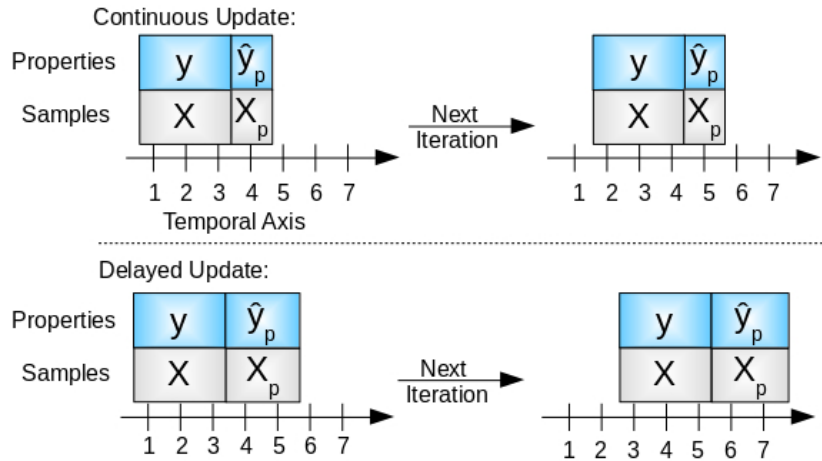 Continuous Update:
Properties y ŷp y ŷp
Samples X Xp X Xp
Next
Iteration
1 2 3 4 5 6 7 1 2 3 4 5 6 7
Temporal Axis
Delayed Update:
Properties y ŷp y ŷp
Samples X Xp X Xp
Next
Iteration
1 2 3 4 5 6 7 1 2 3 4 5 6 7